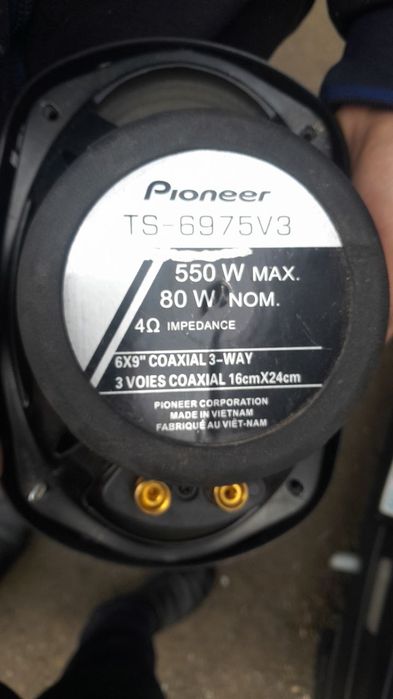 Pioneer
TS-6975V3
550 W MAX.
80 W NOM.
4Ω IMPEDANCE
6X9" COAXIAL 3-WAY
3 VOIES COAXIAL 16cmX24cm
PIONEER CORPORATION
MADE IN VIETNAM
FABRIQUÉ AU VIÊT-NAM